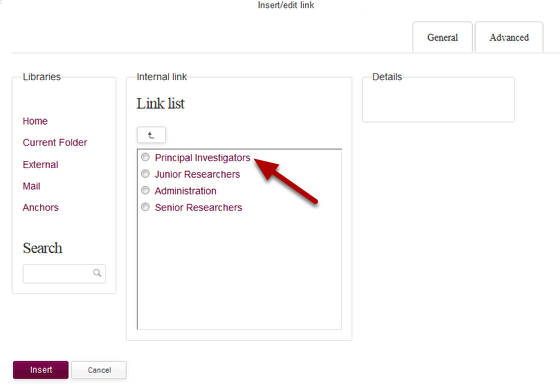 Insert/edit link
General
Advanced
Libraries
Home
Current Folder
External
Mail
Anchors
Search
Internal link
Link list
Principal Investigators
Junior Researchers
Administration
Senior Researchers
Details
Insert
Cancel